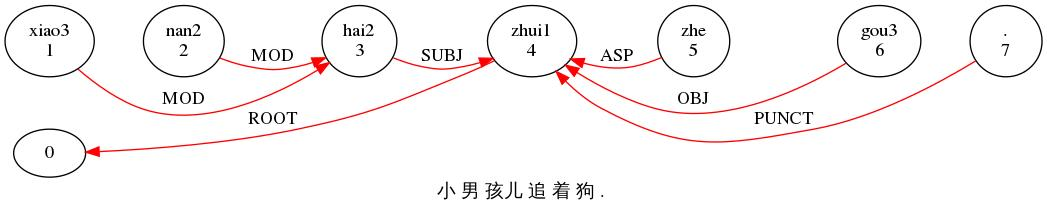 xiao3 nan2 hai2 zhui1 zhe gou3 .
1 2 3 4 5 6 7
MOD SUBJ ASP
MOD OBJ
ROOT PUNCT
0
小 男 孩儿 追 着 狗 .